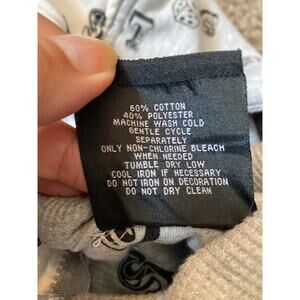 60% COTTON
40% POLYESTER
MACHINE WASH COLD
GENTLE CYCLE
SEPARATELY
ONLY NON-CHLORINE BLEACH
WHEN NEEDED
TUMBLE DRY LOW
COOL IRON IF NECESSARY
DO NOT IRON ON DECORATION
DO NOT DRY CLEAN